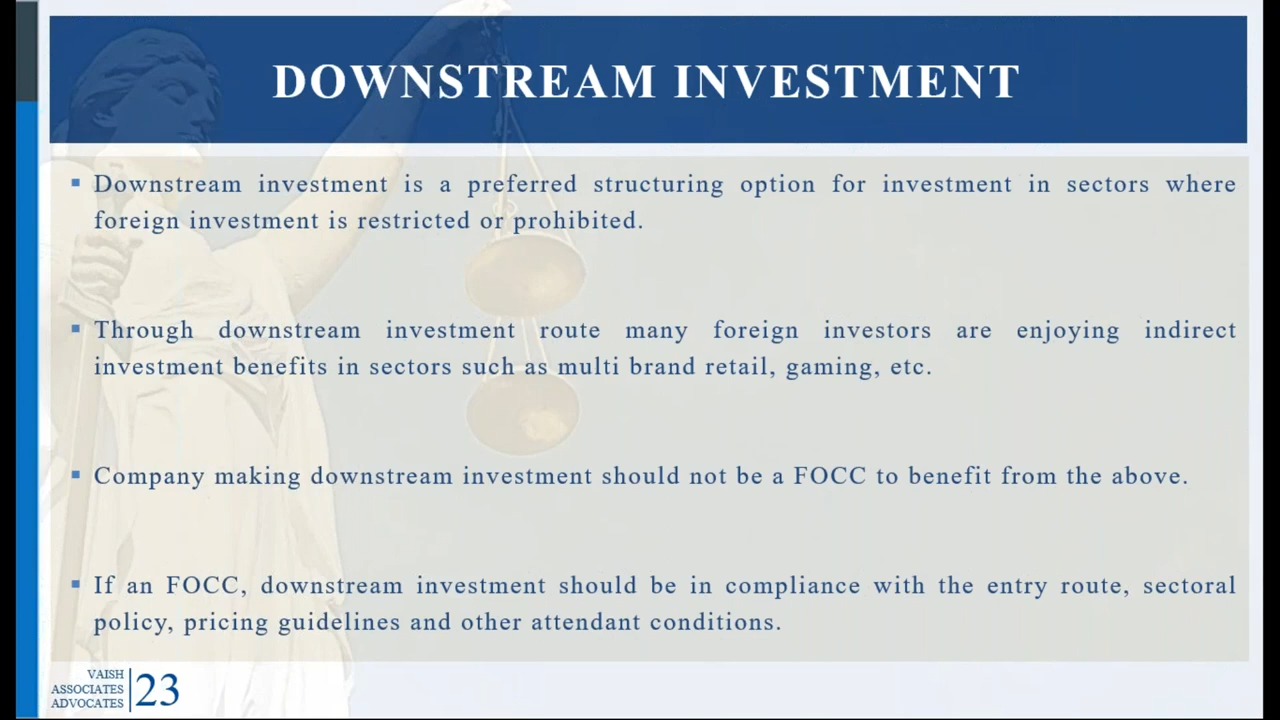 DOWNSTREAM INVESTMENT
▪ Downstream investment is a preferred structuring option for investment in sectors where
foreign investment is restricted or prohibited.
▪ Through downstream investment route many foreign investors are enjoying indirect
investment benefits in sectors such as multi brand retail, gaming, etc.
▪ Company making downstream investment should not be a FOCC to benefit from the above.
▪ If an FOCC, downstream investment should be in compliance with the entry route, sectoral
policy, pricing guidelines and other attendant conditions.
VAISH
ASSOCIATES
ADVOCATES
23